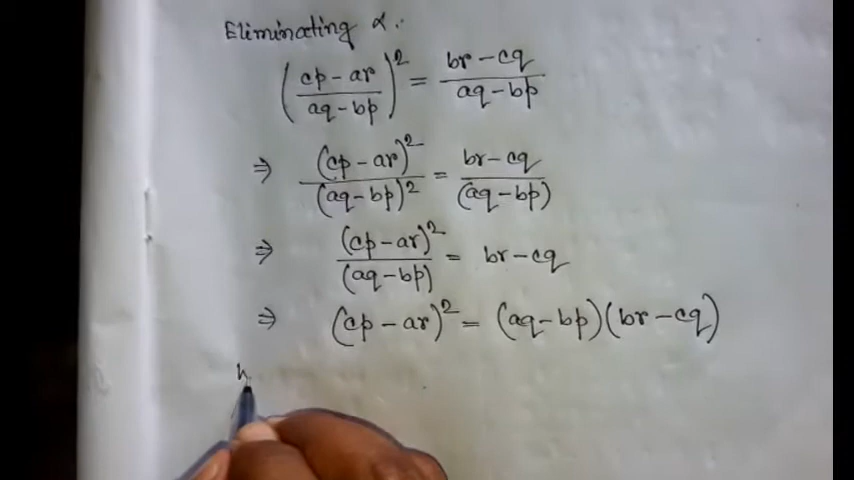 Eliminating α.
((cp-ar)/(aq-bp))² = (br-cq)/(aq-bp)
⇒ (cp-ar)²/(aq-bp)² = (br-cq)/(aq-bp)
⇒ (cp-ar)²/(aq-bp) = br-cq
⇒ (cp-ar)² = (aq-bp)(br-cq)